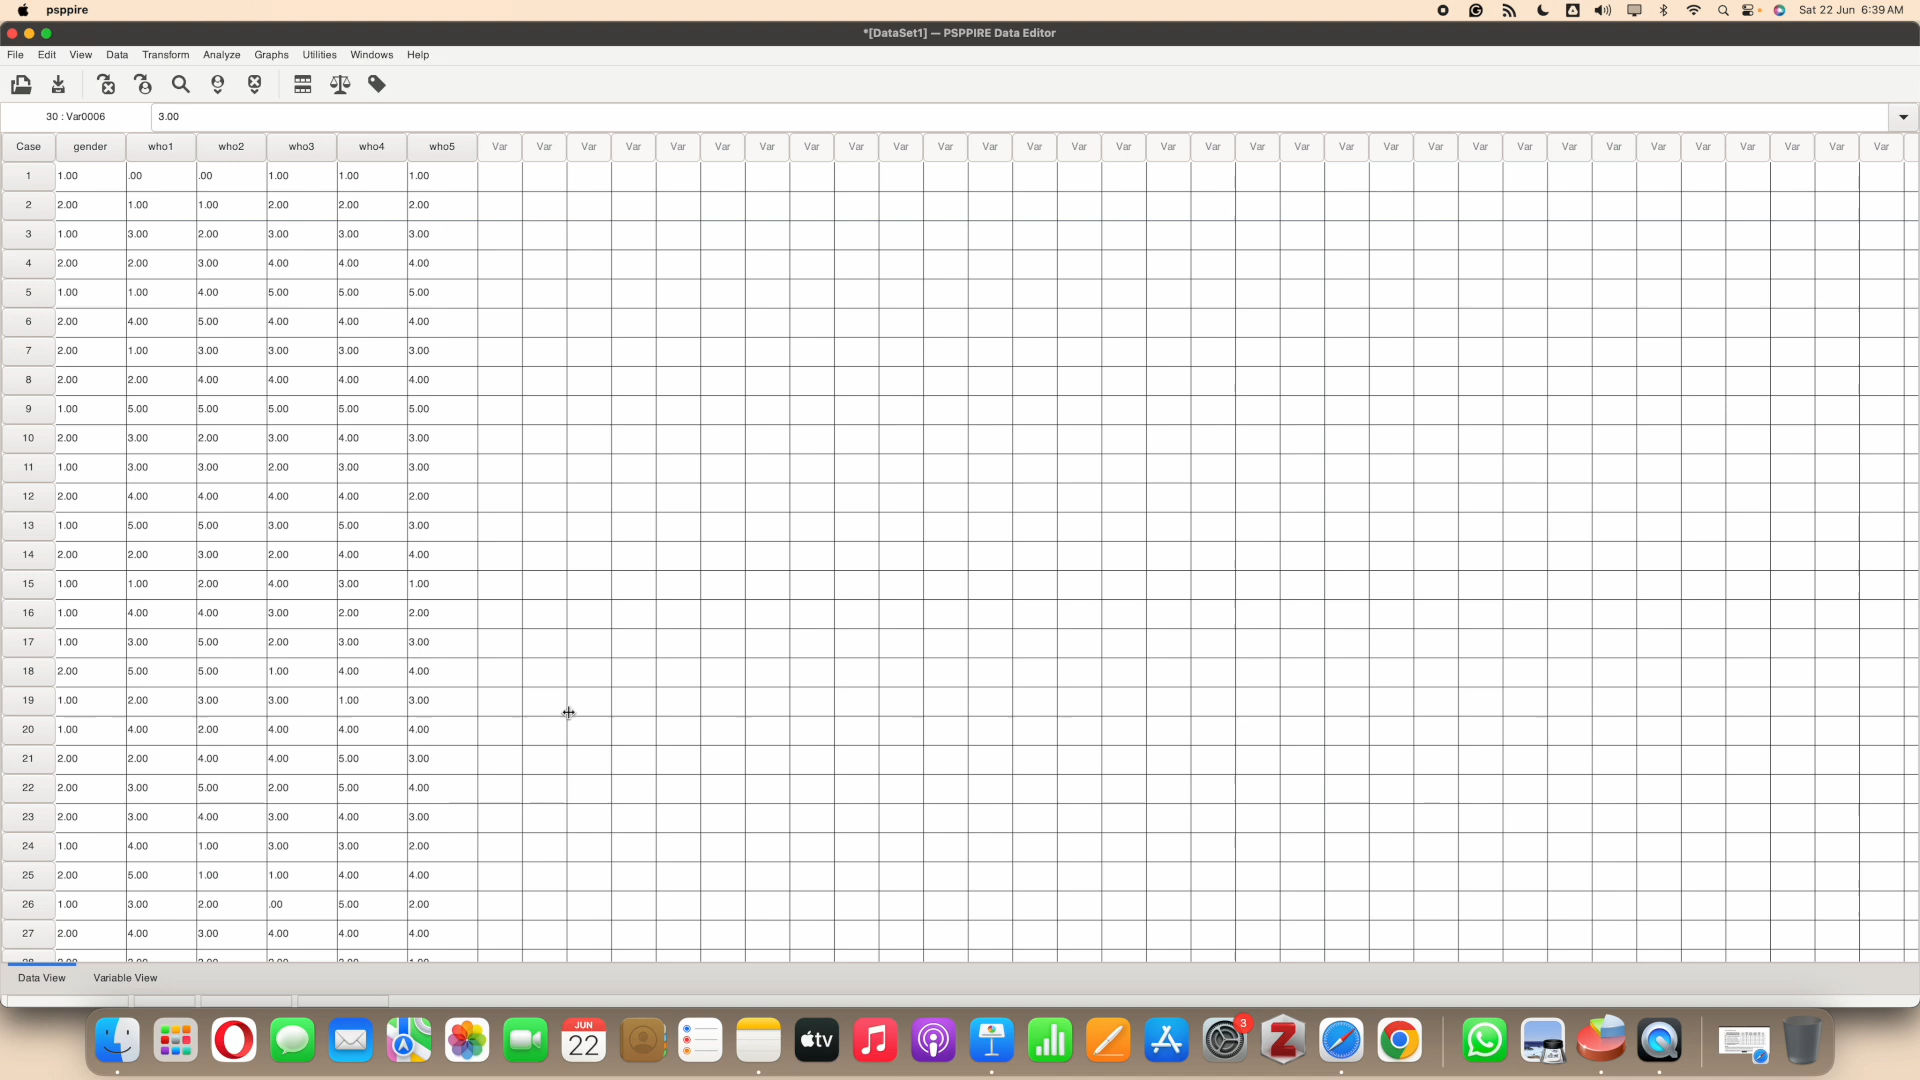 psppire Sat 22 Jun 6:39 AM
*[DataSet1] — PSPPIRE Data Editor
File Edit View Data Transform Analyze Graphs Utilities Windows Help
30 : Var0006 3.00
Case gender who1 who2 who3 who4 who5 Var Var Var Var Var Var Var Var Var Var Var Var Var Var Var Var Var Var Var Var Var Var Var Var Var Var Var Var Var Var Var Var
1 1.00 .00 .00 1.00 1.00 1.00
2 2.00 1.00 1.00 2.00 2.00 2.00
3 1.00 3.00 2.00 3.00 3.00 3.00
4 2.00 2.00 3.00 4.00 4.00 4.00
5 1.00 1.00 4.00 5.00 5.00 5.00
6 2.00 4.00 5.00 4.00 4.00 4.00
7 2.00 1.00 3.00 3.00 3.00 3.00
8 2.00 2.00 4.00 4.00 4.00 4.00
9 1.00 5.00 5.00 5.00 5.00 5.00
10 2.00 3.00 2.00 3.00 4.00 3.00
11 1.00 3.00 3.00 2.00 3.00 3.00
12 2.00 4.00 4.00 4.00 4.00 2.00
13 1.00 5.00 5.00 3.00 5.00 3.00
14 2.00 2.00 3.00 2.00 4.00 4.00
15 1.00 1.00 2.00 4.00 3.00 1.00
16 1.00 4.00 4.00 3.00 2.00 2.00
17 1.00 3.00 5.00 2.00 3.00 3.00
18 2.00 5.00 5.00 1.00 4.00 4.00
19 1.00 2.00 3.00 3.00 1.00 3.00
20 1.00 4.00 2.00 4.00 4.00 4.00
21 2.00 2.00 4.00 4.00 5.00 3.00
22 2.00 3.00 5.00 2.00 5.00 4.00
23 2.00 3.00 4.00 3.00 4.00 3.00
24 1.00 4.00 1.00 3.00 3.00 2.00
25 2.00 5.00 1.00 1.00 4.00 4.00
26 1.00 3.00 2.00 .00 5.00 2.00
27 2.00 4.00 3.00 4.00 4.00 4.00
Data View Variable View
JUN
22
tv
3
Z